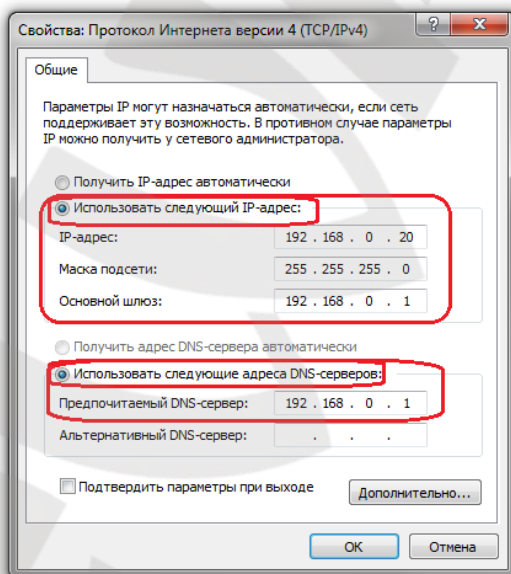 Свойства: Протокол Интернета версии 4 (TCP/IPv4)
Общие
Параметры IP могут назначаться автоматически, если сеть
поддерживает эту возможность. В противном случае параметры
IP можно получить у сетевого администратора.
Получить IP-адрес автоматически
Использовать следующий IP-адрес:
IP-адрес: 192 . 168 . 0 . 20
Маска подсети: 255 . 255 . 255 . 0
Основной шлюз: 192 . 168 . 0 . 1
Получить адрес DNS-сервера автоматически
Использовать следующие адреса DNS-серверов:
Предпочитаемый DNS-сервер: 192 . 168 . 0 . 1
Альтернативный DNS-сервер: . . .
Подтвердить параметры при выходе
Дополнительно...
ОК Отмена